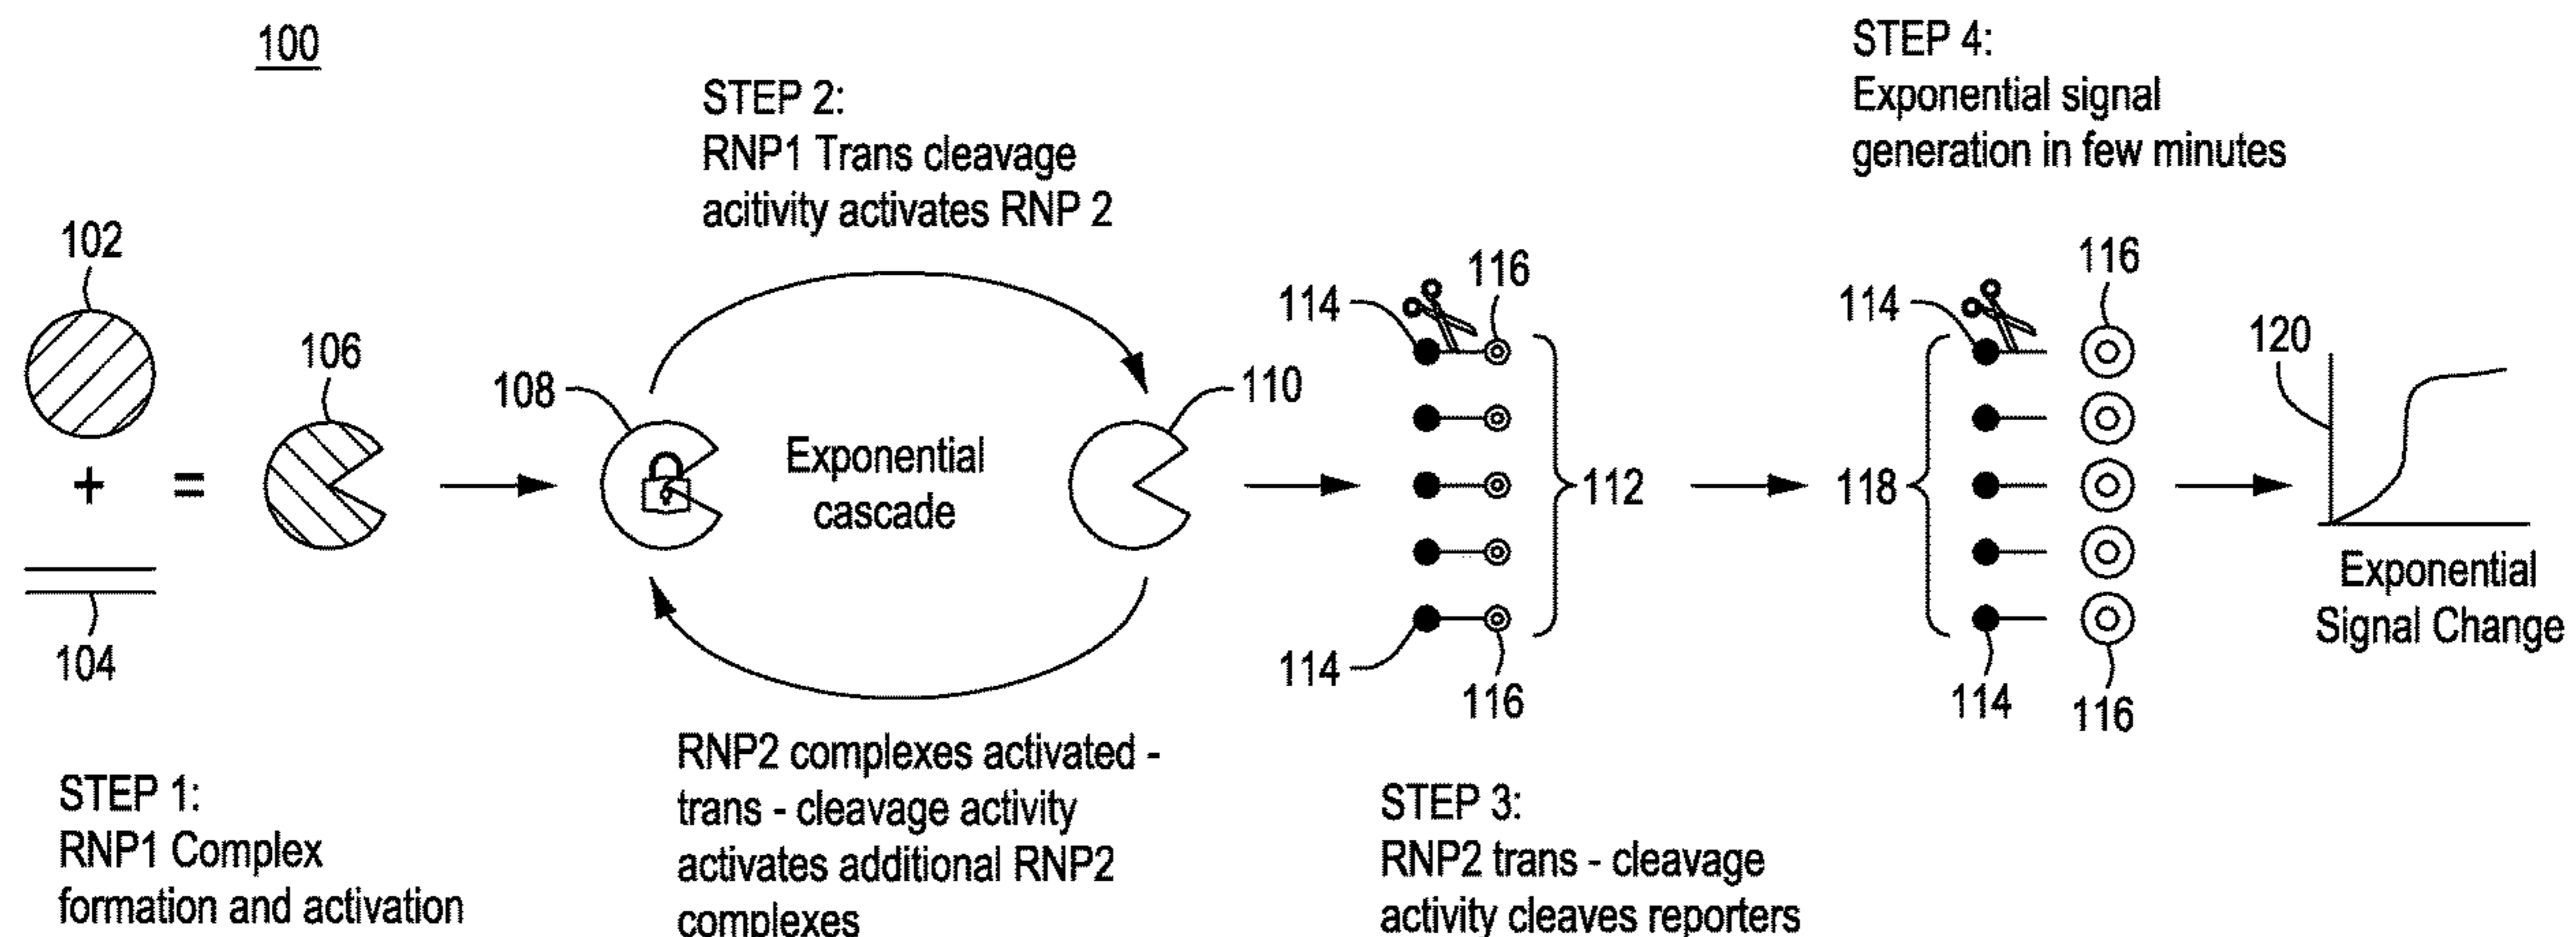 100
STEP 1:
RNP1 Complex
formation and activation
102
+
=
104
106
STEP 2:
RNP1 Trans cleavage
acitivity activates RNP 2
108
Exponential
cascade
110
RNP2 complexes activated -
trans - cleavage activity
activates additional RNP2
complexes
114
116
112
114
116
STEP 3:
RNP2 trans - cleavage
activity cleaves reporters
STEP 4:
Exponential signal
generation in few minutes
114
116
118
114
116
120
Exponential
Signal Change